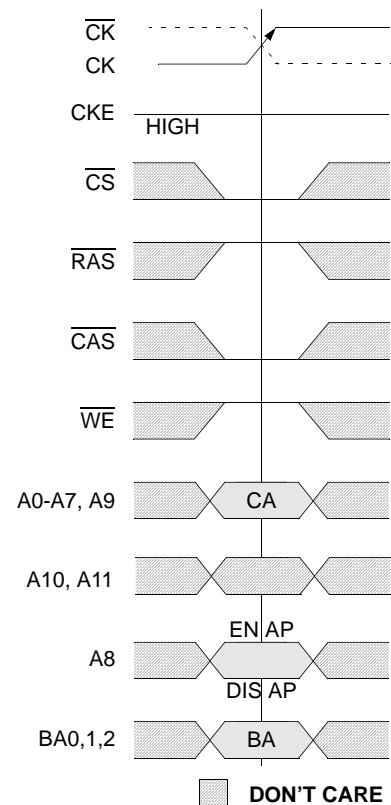 CK
CK
CKE
HIGH
CS
RAS
CAS
WE
A0-A7, A9
CA
A10, A11
EN AP
A8
DIS AP
BA0,1,2
BA
DON'T CARE